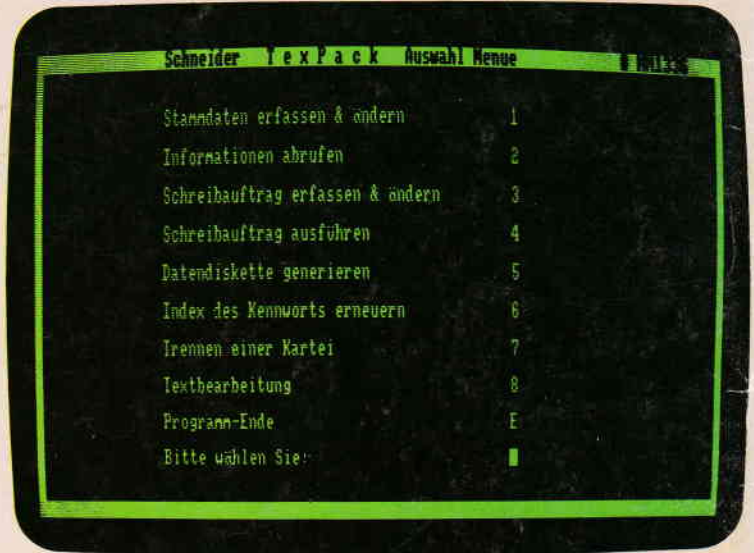 Schneider TexPack Auswahl Menue
Stammdaten erfassen & ändern 1
Informationen abrufen 2
Schreibauftrag erfassen & ändern 3
Schreibauftrag ausführen 4
Datendiskette generieren 5
Index des Kennworts erneuern 6
Trennen einer Kartei 7
Textbearbeitung 8
Programm-Ende E
Bitte wählen Sie: